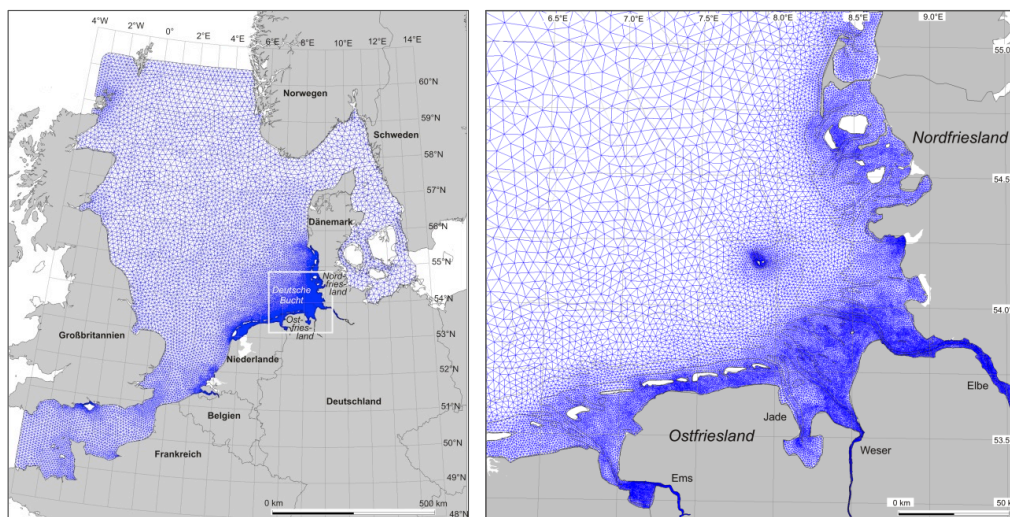 4°W
2°W
0°
2°E
4°E
6°E
8°E
10°E
12°E
14°E
60°N
59°N
58°N
57°N
56°N
55°N
54°N
53°N
52°N
51°N
50°N
49°N
48°N
Norwegen
Schweden
Dänemark
Nord-
fries-
land
Deutsche
Bucht
Ost-
fries-
land
Großbritannien
Niederlande
Belgien
Deutschland
Frankreich
0 km
500 km
6.5°E
7.0°E
7.5°E
8.0°E
8.5°E
9.0°E
55.0
54.5
54.0°
53.5
Nordfriesland
Elbe
Jade
Ostfriesland
Weser
Ems
0 km
50 k